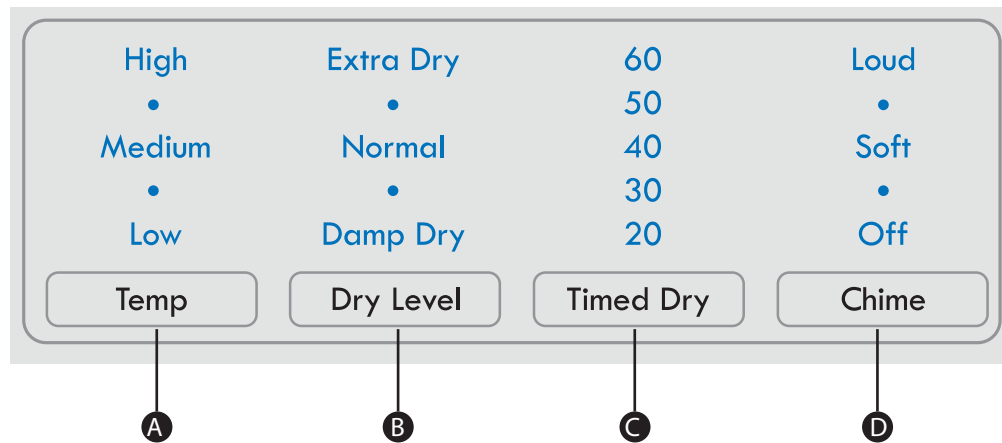 High Extra Dry 60 Loud
• • 50 •
Medium Normal 40 Soft
• • 30 •
Low Damp Dry 20 Off
Temp Dry Level Timed Dry Chime
A B C D